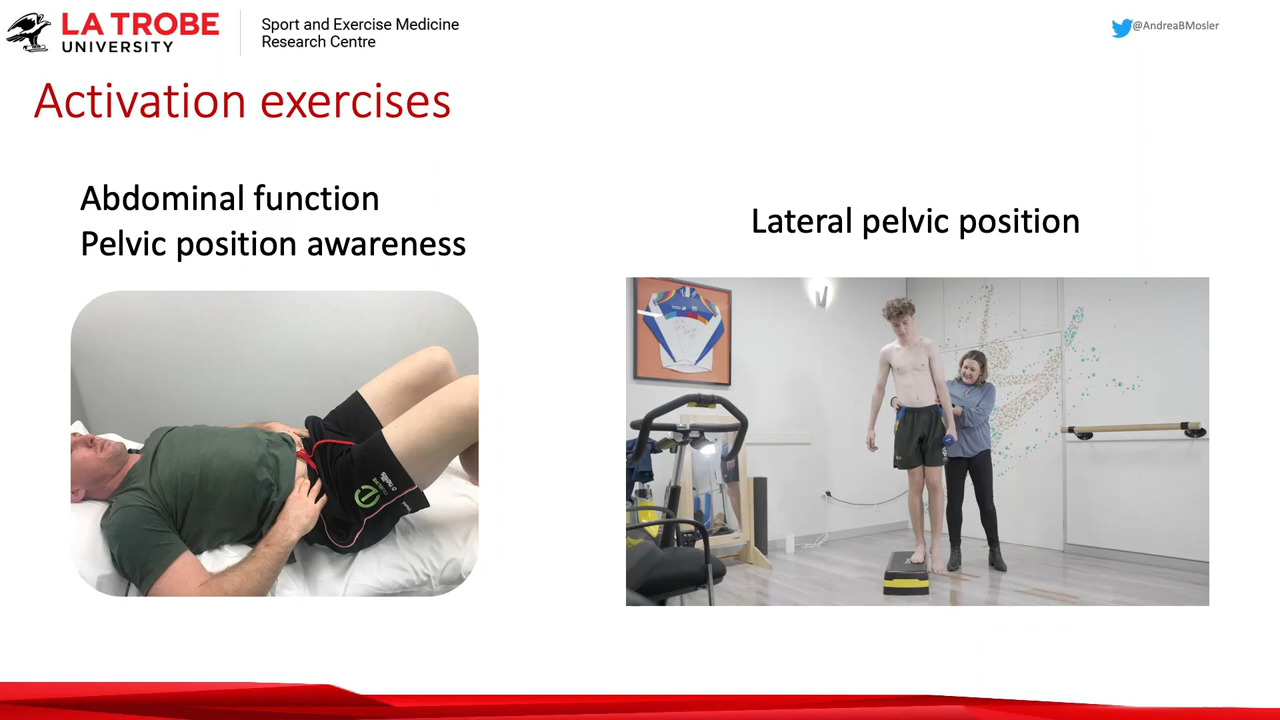 LA TROBE
UNIVERSITY
Sport and Exercise Medicine
Research Centre
@AndreaBMosler
Activation exercises
Abdominal function
Pelvic position awareness
Lateral pelvic position